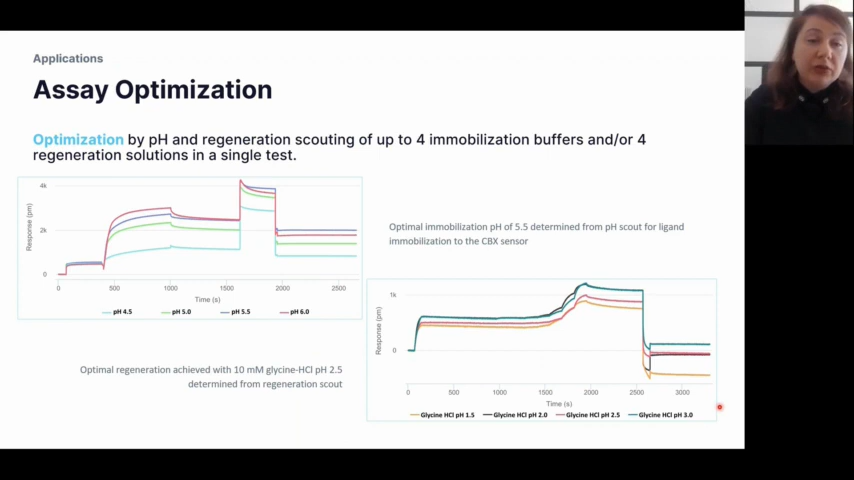 Applications
Assay Optimization
Optimization by pH and regeneration scouting of up to 4 immobilization buffers and/or 4
regeneration solutions in a single test.
4k
2k
0
Response (pm)
0 500 1000 1500 2000 2500
Time (s)
pH 4.5 pH 5.0 pH 5.5 pH 6.0
Optimal immobilization pH of 5.5 determined from pH scout for ligand
immobilization to the CBX sensor
1k
0
Response (pm)
0 500 1000 1500 2000 2500 3000
Time (s)
Glycine HCl pH 1.5 Glycine HCl pH 2.0 Glycine HCl pH 2.5 Glycine HCl pH 3.0
Optimal regeneration achieved with 10 mM glycine-HCl pH 2.5
determined from regeneration scout